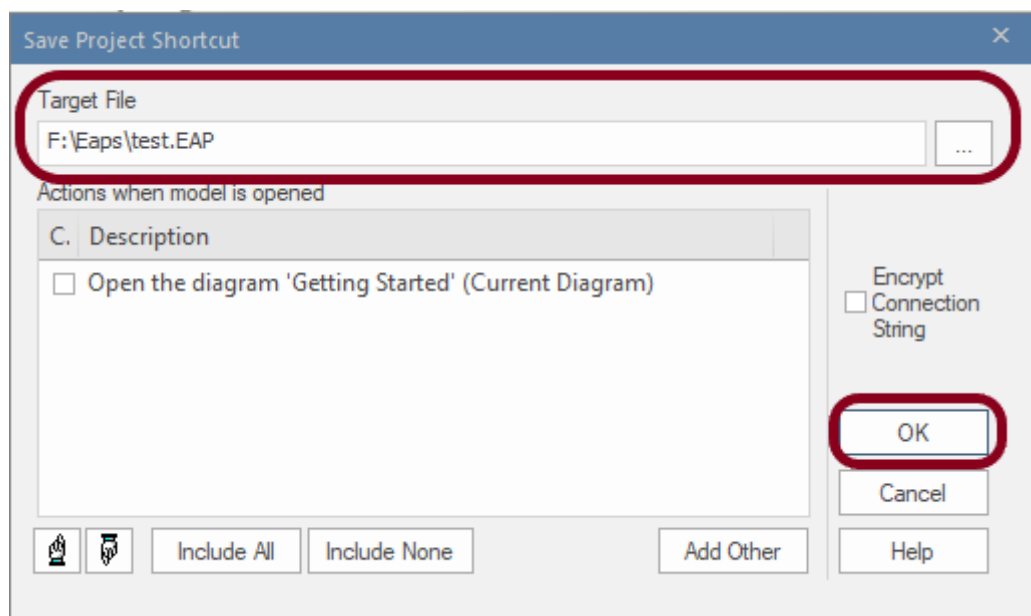 Save Project Shortcut
Target File
F:\Eaps\test.EAP
...
Actions when model is opened
C. Description
Open the diagram 'Getting Started' (Current Diagram)
Encrypt
Connection
String
OK
Cancel
Include All
Include None
Add Other
Help